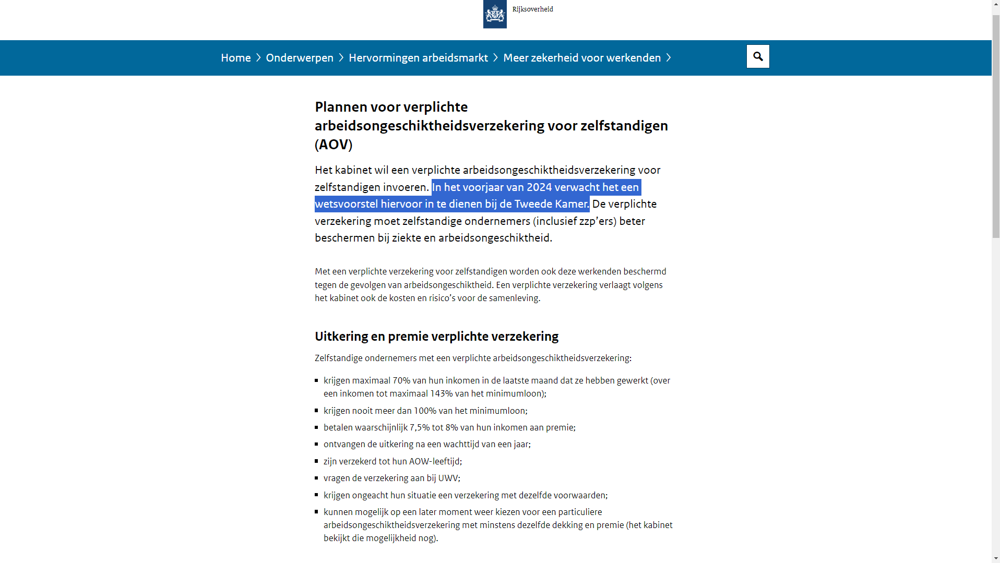 Rijksoverheid
Home > Onderwerpen > Hervormingen arbeidsmarkt > Meer zekerheid voor werkenden >
Plannen voor verplichte
arbeidsongeschiktheidsverzekering voor zelfstandigen
(AOV)
Het kabinet wil een verplichte arbeidsongeschiktheidsverzekering voor
zelfstandigen invoeren. In het voorjaar van 2024 verwacht het een
wetsvoorstel hiervoor in te dienen bij de Tweede Kamer. De verplichte
verzekering moet zelfstandige ondernemers (inclusief zzp’ers) beter
beschermen bij ziekte en arbeidsongeschiktheid.
Met een verplichte verzekering voor zelfstandigen worden ook deze werkenden beschermd
tegen de gevolgen van arbeidsongeschiktheid. Een verplichte verzekering verlaagt volgens
het kabinet ook de kosten en risico’s voor de samenleving.
Uitkering en premie verplichte verzekering
Zelfstandige ondernemers met een verplichte arbeidsongeschiktheidsverzekering:
krijgen maximaal 70% van hun inkomen in de laatste maand dat ze hebben gewerkt (over
een inkomen tot maximaal 143% van het minimumloon);
krijgen nooit meer dan 100% van het minimumloon;
betalen waarschijnlijk 7,5% tot 8% van hun inkomen aan premie;
ontvangen de uitkering na een wachttijd van een jaar;
zijn verzekerd tot hun AOW-leeftijd;
vragen de verzekering aan bij UWV;
krijgen ongeacht hun situatie een verzekering met dezelfde voorwaarden;
kunnen mogelijk op een later moment weer kiezen voor een particuliere
arbeidsongeschiktheidsverzekering met minstens dezelfde dekking en premie (het kabinet
bekijkt die mogelijkheid nog).